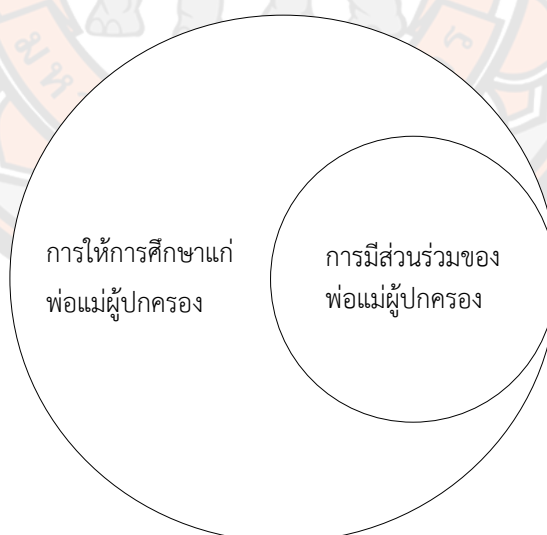 การให้การศึกษาแก่
พ่อแม่ผู้ปกครอง
การมีส่วนร่วมของ
พ่อแม่ผู้ปกครอง